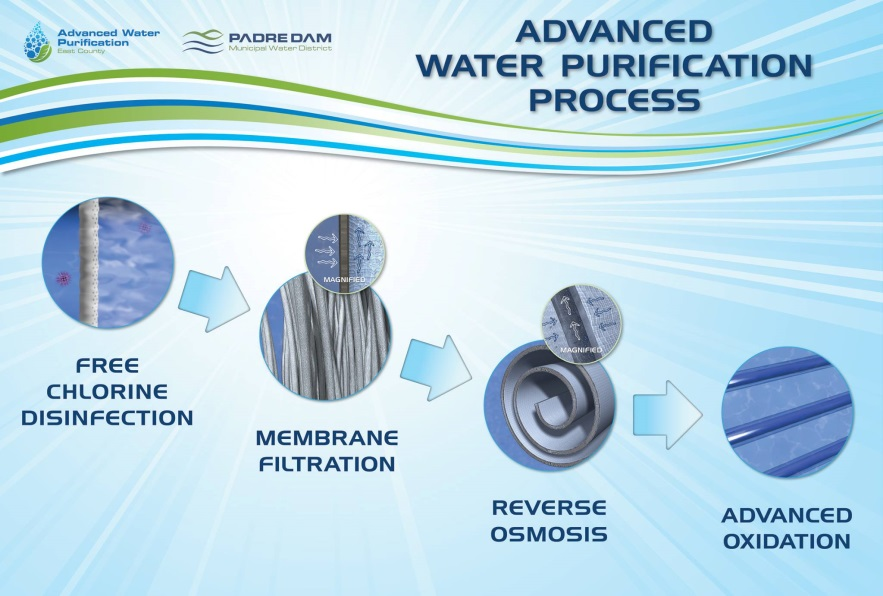 Advanced Water
Purification
East County
PADRE DAM
Municipal Water District
ADVANCED
WATER PURIFICATION
PROCESS
MAGNIFIED
FREE
CHLORINE
DISINFECTION
MAGNIFIED
MEMBRANE
FILTRATION
REVERSE
OSMOSIS
ADVANCED
OXIDATION